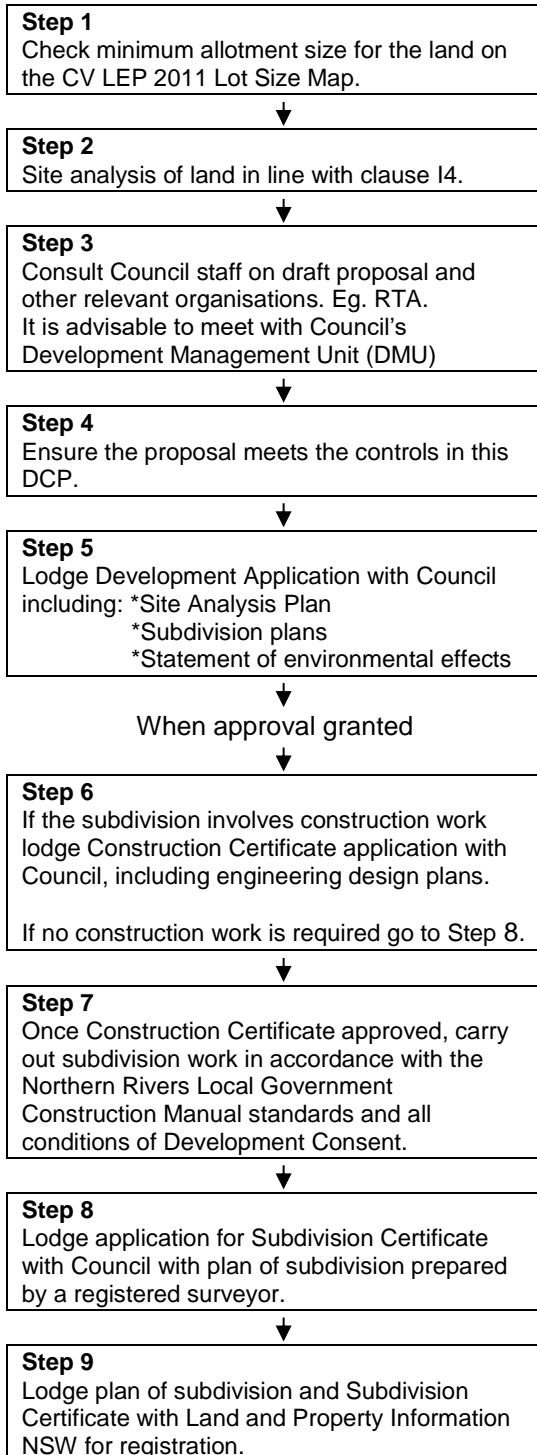 Step 1
Check minimum allotment size for the land on
the CV LEP 2011 Lot Size Map.
Step 2
Site analysis of land in line with clause I4.
Step 3
Consult Council staff on draft proposal and
other relevant organisations. Eg. RTA.
It is advisable to meet with Council's
Development Management Unit (DMU)
Step 4
Ensure the proposal meets the controls in this
DCP.
Step 5
Lodge Development Application with Council
including: *Site Analysis Plan
*Subdivision plans
*Statement of environmental effects
When approval granted
Step 6
If the subdivision involves construction work
lodge Construction Certificate application with
Council, including engineering design plans.
If no construction work is required go to Step 8.
Step 7
Once Construction Certificate approved, carry
out subdivision work in accordance with the
Northern Rivers Local Government
Construction Manual standards and all
conditions of Development Consent.
Step 8
Lodge application for Subdivision Certificate
with Council with plan of subdivision prepared
by a registered surveyor.
Step 9
Lodge plan of subdivision and Subdivision
Certificate with Land and Property Information
NSW for registration.